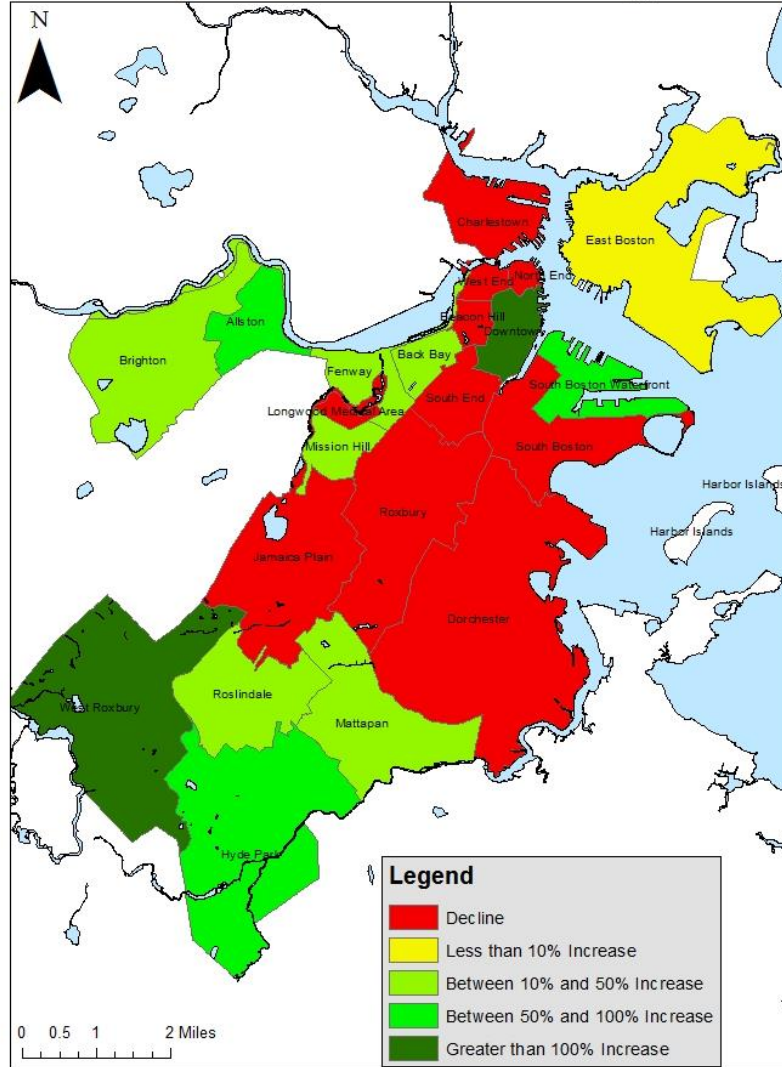 N
Charlestown
East Boston
West End
North End
Beacon Hill
Downtown
Allston
Brighton
Back Bay
Fenway
South Boston Waterfront
South End
Longwood Medical Area
Mission Hill
South Boston
Harbor Islands
Roxbury
Harbor Islands
Jamaica Plain
Dorchester
Roslindale
West Roxbury
Mattapan
Hyde Park
Legend
Decline
Less than 10% Increase
Between 10% and 50% Increase
Between 50% and 100% Increase
Greater than 100% Increase
0 0.5 1 2 Miles